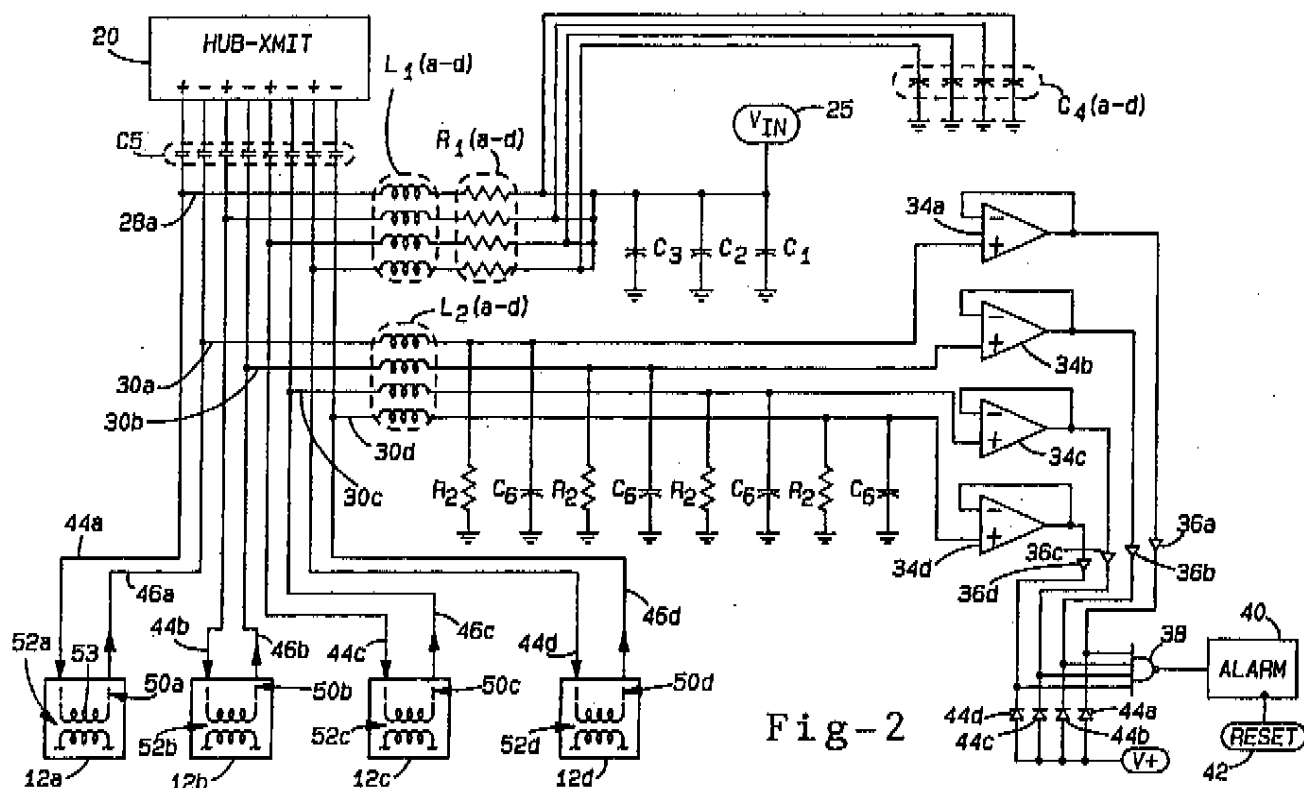 20
HUB-XMIT
+ - + - + - + -
C5
L1(a-d)
R1(a-d)
VIN
25
C4(a-d)
28a
C3
C2
C1
L2(a-d)
34a
34b
34c
34d
- +
- +
- +
- +
30a
30b
30c
30d
R2
C6
R2
C6
R2
C6
R2
C6
36a
36b
36c
36d
44a
46a
44b
46b
44c
46c
44d
46d
52a
53
50a
52b
50b
52c
50c
52d
50d
12a
12b
12c
12d
Fig-2
38
40
ALARM
44d
44c
44b
44a
V+
RESET
42